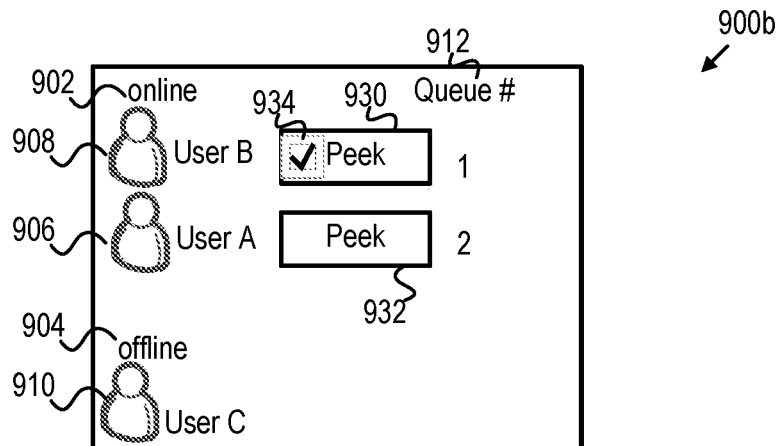 900b
912
902 online Queue #
934 930
908 User B Peek 1
906 User A Peek 2
932
904 offline
910 User C